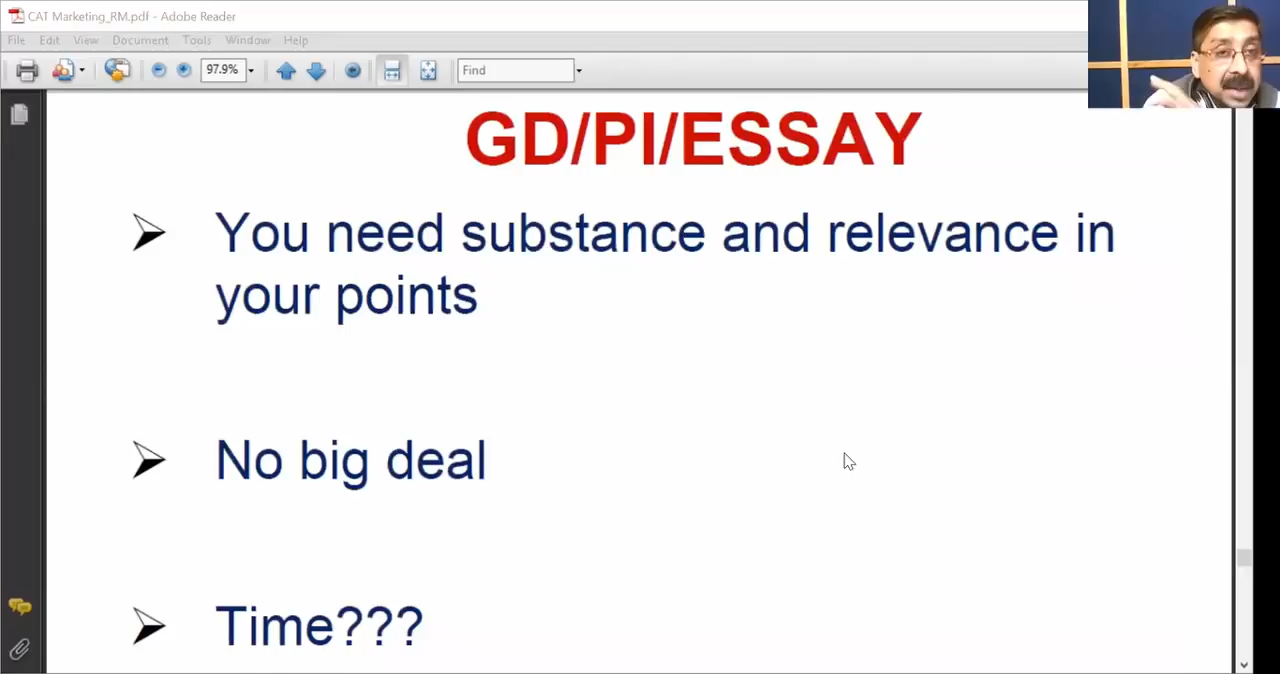 CAT Marketing_RM.pdf - Adobe Reader
File Edit View Document Tools Window Help
97.9% Find
GD/PI/ESSAY
You need substance and relevance in
your points
No big deal
Time???